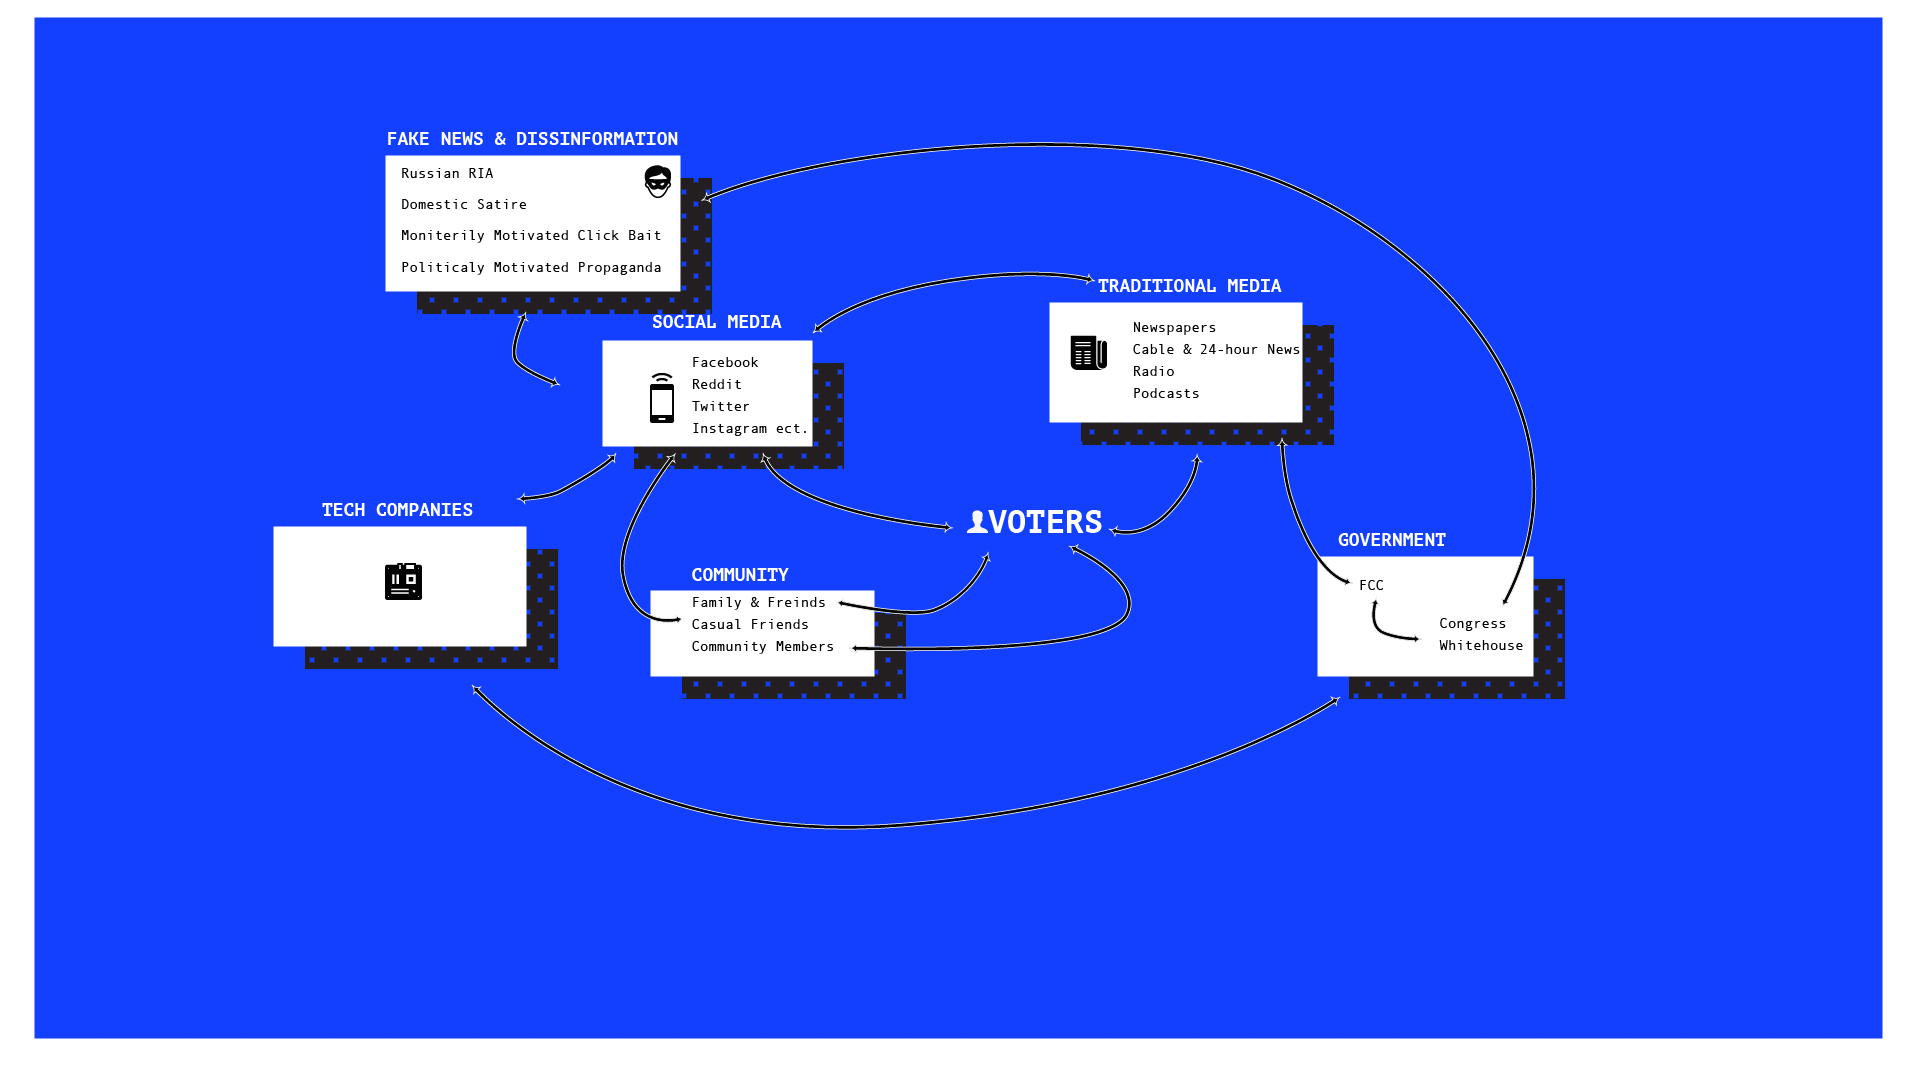 FAKE NEWS & DISSINFORMATION
Russian RIA
Domestic Satire
Moniterily Motivated Click Bait
Politicaly Motivated Propaganda
SOCIAL MEDIA
Facebook
Reddit
Twitter
Instagram ect.
TRADITIONAL MEDIA
Newspapers
Cable & 24-hour News
Radio
Podcasts
TECH COMPANIES
VOTERS
COMMUNITY
Family & Freinds
Casual Friends
Community Members
GOVERNMENT
FCC
Congress
Whitehouse